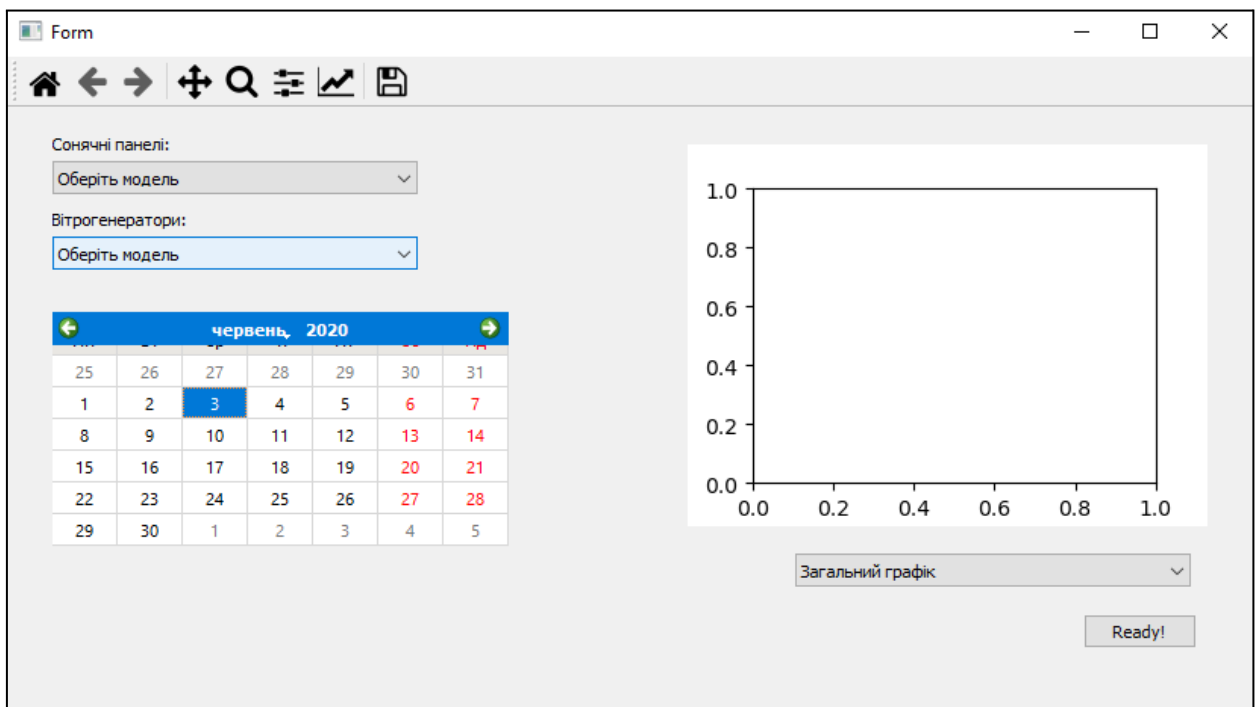 Form
Сонячні панелі:
Оберіть модель
Вітрогенератори:
Оберіть модель
червень, 2020
25 26 27 28 29 30 31
1 2 3 4 5 6 7
8 9 10 11 12 13 14
15 16 17 18 19 20 21
22 23 24 25 26 27 28
29 30 1 2 3 4 5
1.0
0.8
0.6
0.4
0.2
0.0
0.0 0.2 0.4 0.6 0.8 1.0
Загальний графік
Ready!